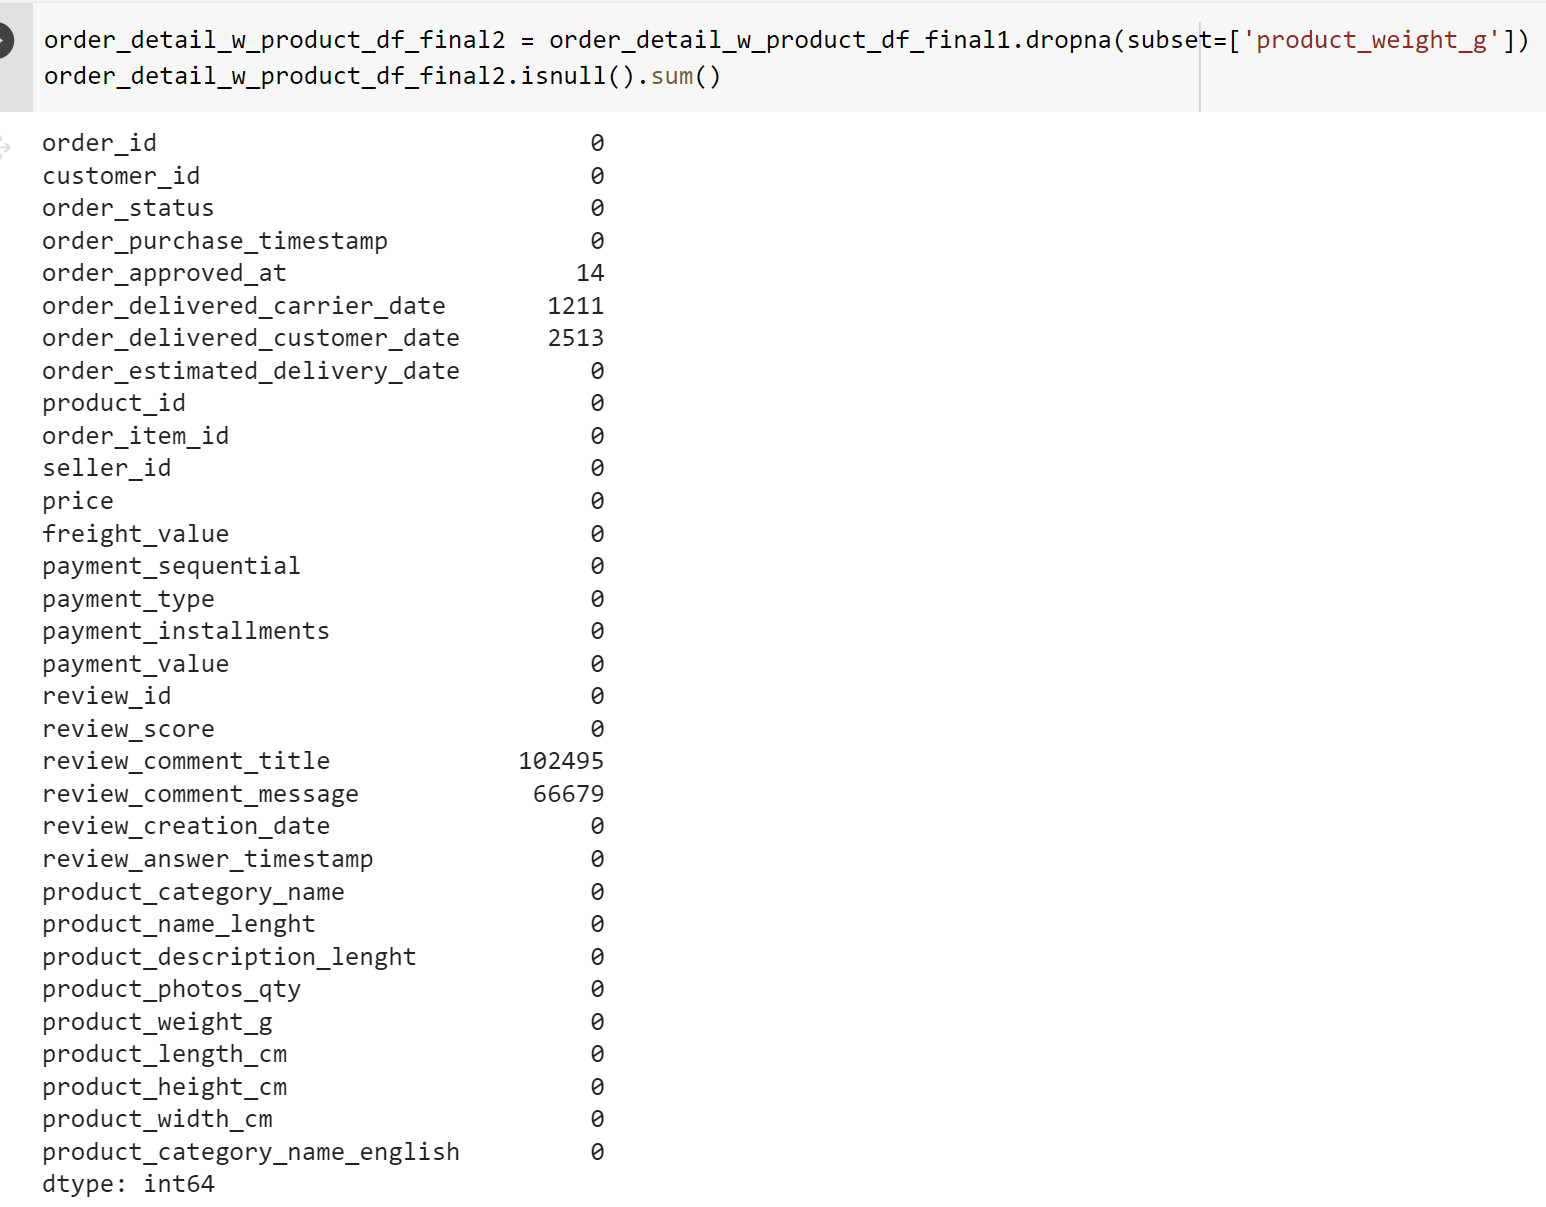 order_detail_w_product_df_final2 = order_detail_w_product_df_final1.dropna(subset=['product_weight_g'])
order_detail_w_product_df_final2.isnull().sum()
order_id 0
customer_id 0
order_status 0
order_purchase_timestamp 0
order_approved_at 14
order_delivered_carrier_date 1211
order_delivered_customer_date 2513
order_estimated_delivery_date 0
product_id 0
order_item_id 0
seller_id 0
price 0
freight_value 0
payment_sequential 0
payment_type 0
payment_installments 0
payment_value 0
review_id 0
review_score 0
review_comment_title 102495
review_comment_message 66679
review_creation_date 0
review_answer_timestamp 0
product_category_name 0
product_name_lenght 0
product_description_lenght 0
product_photos_qty 0
product_weight_g 0
product_length_cm 0
product_height_cm 0
product_width_cm 0
product_category_name_english 0
dtype: int64